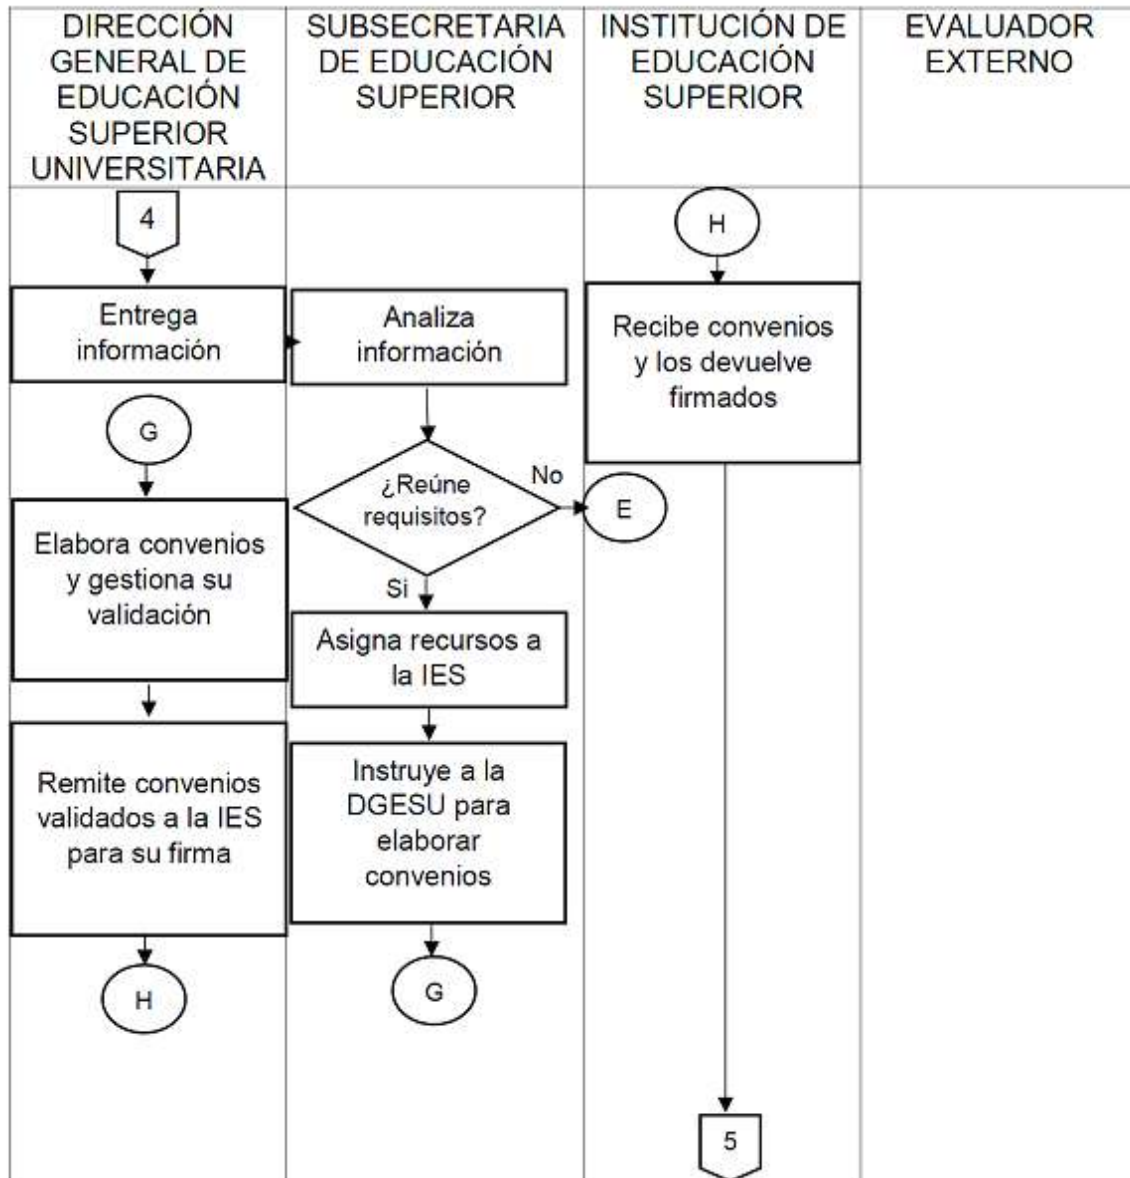 DIRECCIÓN
GENERAL DE
EDUCACIÓN
SUPERIOR
UNIVERSITARIA
SUBSECRETARIA
DE EDUCACIÓN
SUPERIOR
INSTITUCIÓN DE
EDUCACIÓN
SUPERIOR
EVALUADOR
EXTERNO
4
Entrega
información
G
Elabora convenios
y gestiona su
validación
Remite convenios
validados a la IES
para su firma
H
Analiza
información
¿Reúne
requisitos?
No
E
Si
Asigna recursos a
la IES
Instruye a la
DGESU para
elaborar
convenios
G
H
Recibe convenios
y los devuelve
firmados
5